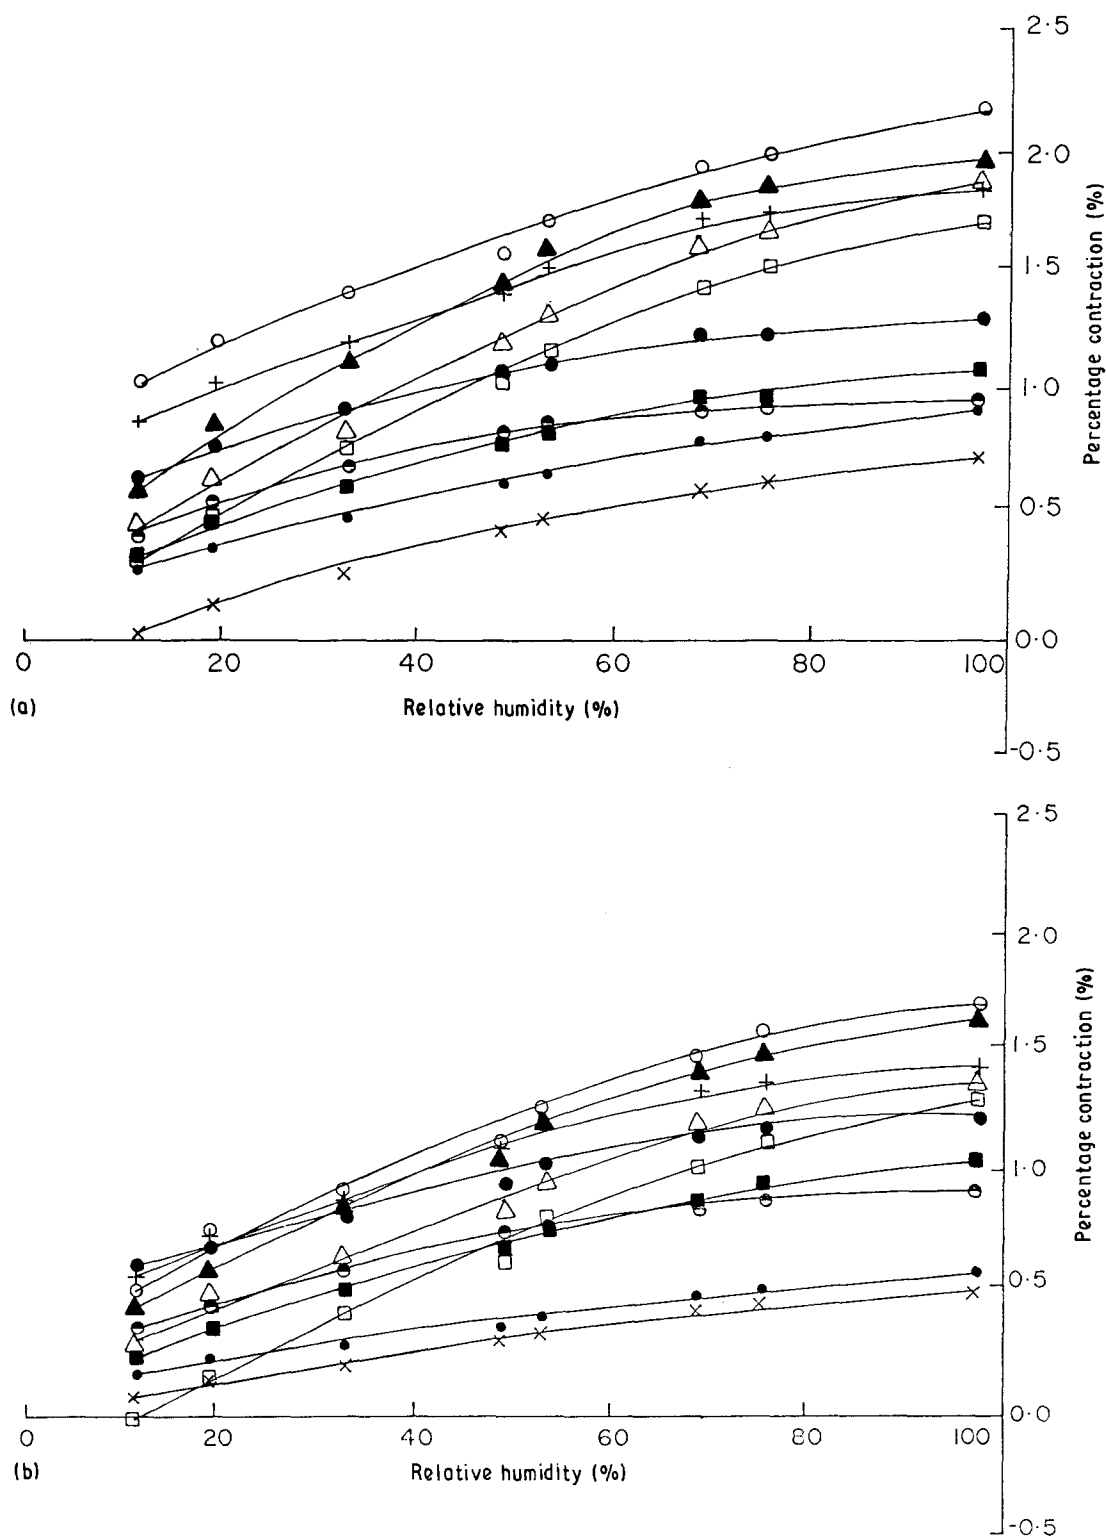 2·5
2·0
1·5
1·0
0·5
0·0
-0·5
Percentage contraction (%)
0 20 40 60 80 100
(a) Relative humidity (%)
2·5
2·0
1·5
1·0
0·5
0·0
-0·5
Percentage contraction (%)
0 20 40 60 80 100
(b) Relative humidity (%)